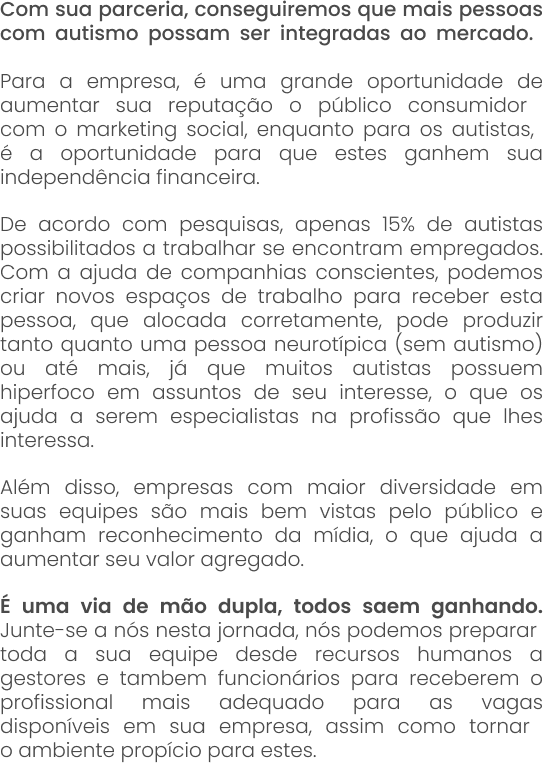 Com sua parceria, conseguiremos que mais pessoas
com autismo possam ser integradas ao mercado.
Para a empresa, é uma grande oportunidade de
aumentar sua reputação o público consumidor
com o marketing social, enquanto para os autistas,
é a oportunidade para que estes ganhem sua
independência financeira.
De acordo com pesquisas, apenas 15% de autistas
possibilitados a trabalhar se encontram empregados.
Com a ajuda de companhias conscientes, podemos
criar novos espaços de trabalho para receber esta
pessoa, que alocada corretamente, pode produzir
tanto quanto uma pessoa neurotípica (sem autismo)
ou até mais, já que muitos autistas possuem
hiperfoco em assuntos de seu interesse, o que os
ajuda a serem especialistas na profissão que lhes
interessa.
Além disso, empresas com maior diversidade em
suas equipes são mais bem vistas pelo público e
ganham reconhecimento da mídia, o que ajuda a
aumentar seu valor agregado.
É uma via de mão dupla, todos saem ganhando.
Junte-se a nós nesta jornada, nós podemos preparar
toda a sua equipe desde recursos humanos a
gestores e tambem funcionários para receberem o
profissional mais adequado para as vagas
disponíveis em sua empresa, assim como tornar
o ambiente propício para estes.